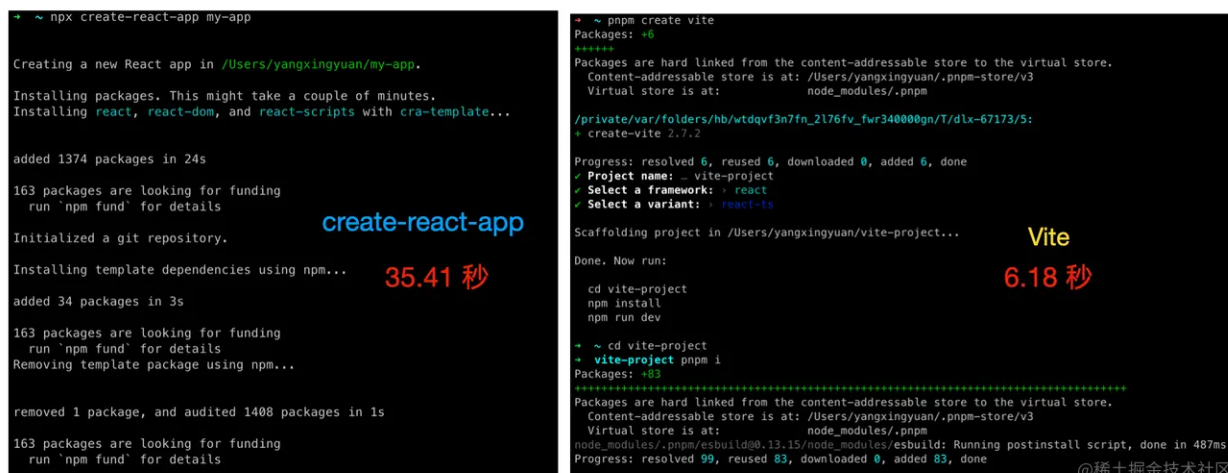 ➜  ~ npx create-react-app my-app
Creating a new React app in /Users/yangxingyuan/my-app.
Installing packages. This might take a couple of minutes.
Installing react, react-dom, and react-scripts with cra-template...
added 1374 packages in 24s
163 packages are looking for funding
  run `npm fund` for details
Initialized a git repository.
Installing template dependencies using npm...
added 34 packages in 3s
163 packages are looking for funding
  run `npm fund` for details
Removing template package using npm...
removed 1 package, and audited 1408 packages in 1s
163 packages are looking for funding
  run `npm fund` for details
create-react-app
35.41 秒
➜  ~ pnpm create vite
Packages: +6
++++++
Packages are hard linked from the content-addressable store to the virtual store.
  Content-addressable store is at: /Users/yangxingyuan/.pnpm-store/v3
  Virtual store is at:             node_modules/.pnpm
/private/var/folders/hb/wtdqvf3n7fn_2l76fv_fwr340000gn/T/dlx-67173/5:
+ create-vite 2.7.2
Progress: resolved 6, reused 6, downloaded 0, added 6, done
✔ Project name: … vite-project
✔ Select a framework: › react
✔ Select a variant: › react-ts
Scaffolding project in /Users/yangxingyuan/vite-project...
Done. Now run:
  cd vite-project
  npm install
  npm run dev
➜  ~ cd vite-project
➜  vite-project pnpm i
Packages: +83
+++++++++++++++++++++++++++++++++++++++++++++++++++++++++++++++++++++++++++++++++++
Packages are hard linked from the content-addressable store to the virtual store.
  Content-addressable store is at: /Users/yangxingyuan/.pnpm-store/v3
  Virtual store is at:             node_modules/.pnpm
node_modules/.pnpm/esbuild@0.13.15/node_modules/esbuild: Running postinstall script, done in 487ms
Progress: resolved 99, reused 83, downloaded 0, added 83, done
Vite
6.18 秒
@稀土掘金技术社区